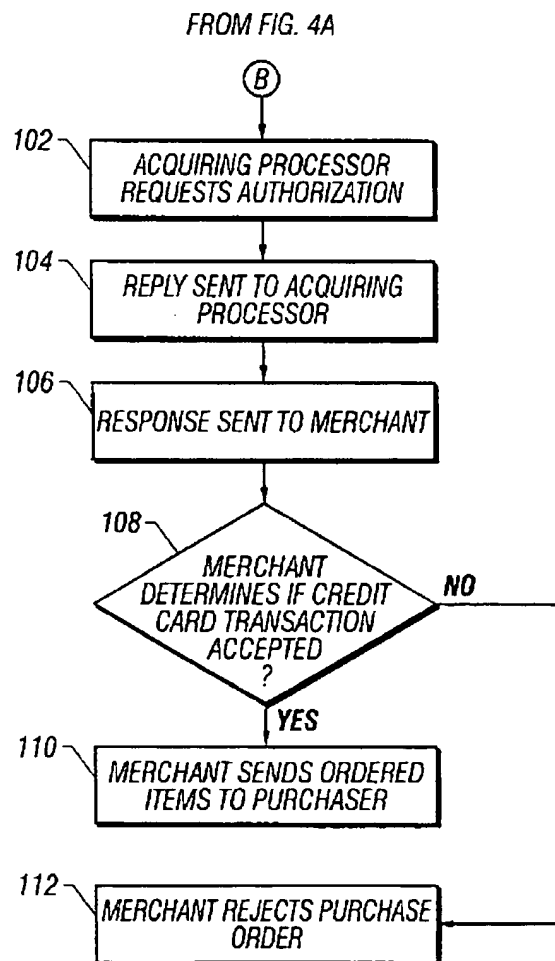 FROM FIG. 4A
B
102
ACQUIRING PROCESSOR
REQUESTS AUTHORIZATION
104
REPLY SENT TO ACQUIRING
PROCESSOR
106
RESPONSE SENT TO MERCHANT
108
MERCHANT
DETERMINES IF CREDIT
CARD TRANSACTION
ACCEPTED
?
NO
YES
110
MERCHANT SENDS ORDERED
ITEMS TO PURCHASER
112
MERCHANT REJECTS PURCHASE
ORDER